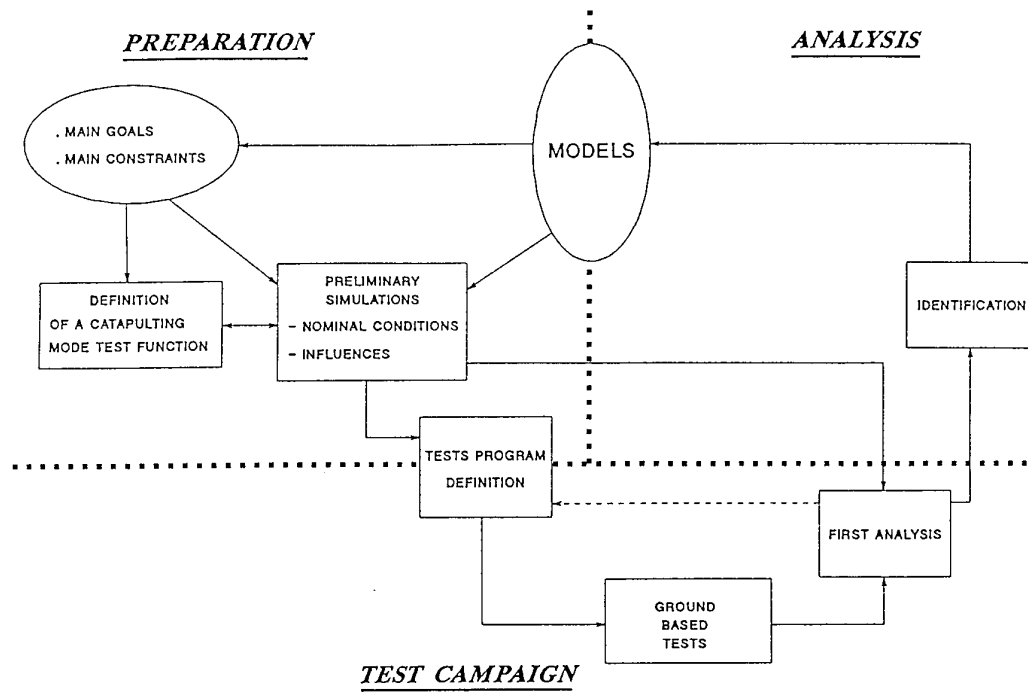 PREPARATION
ANALYSIS
. MAIN GOALS
. MAIN CONSTRAINTS
MODELS
DEFINITION
OF A CATAPULTING
MODE TEST FUNCTION
PRELIMINARY
SIMULATIONS
- NOMINAL CONDITIONS
- INFLUENCES
IDENTIFICATION
TESTS PROGRAM
DEFINITION
FIRST ANALYSIS
GROUND
BASED
TESTS
TEST CAMPAIGN